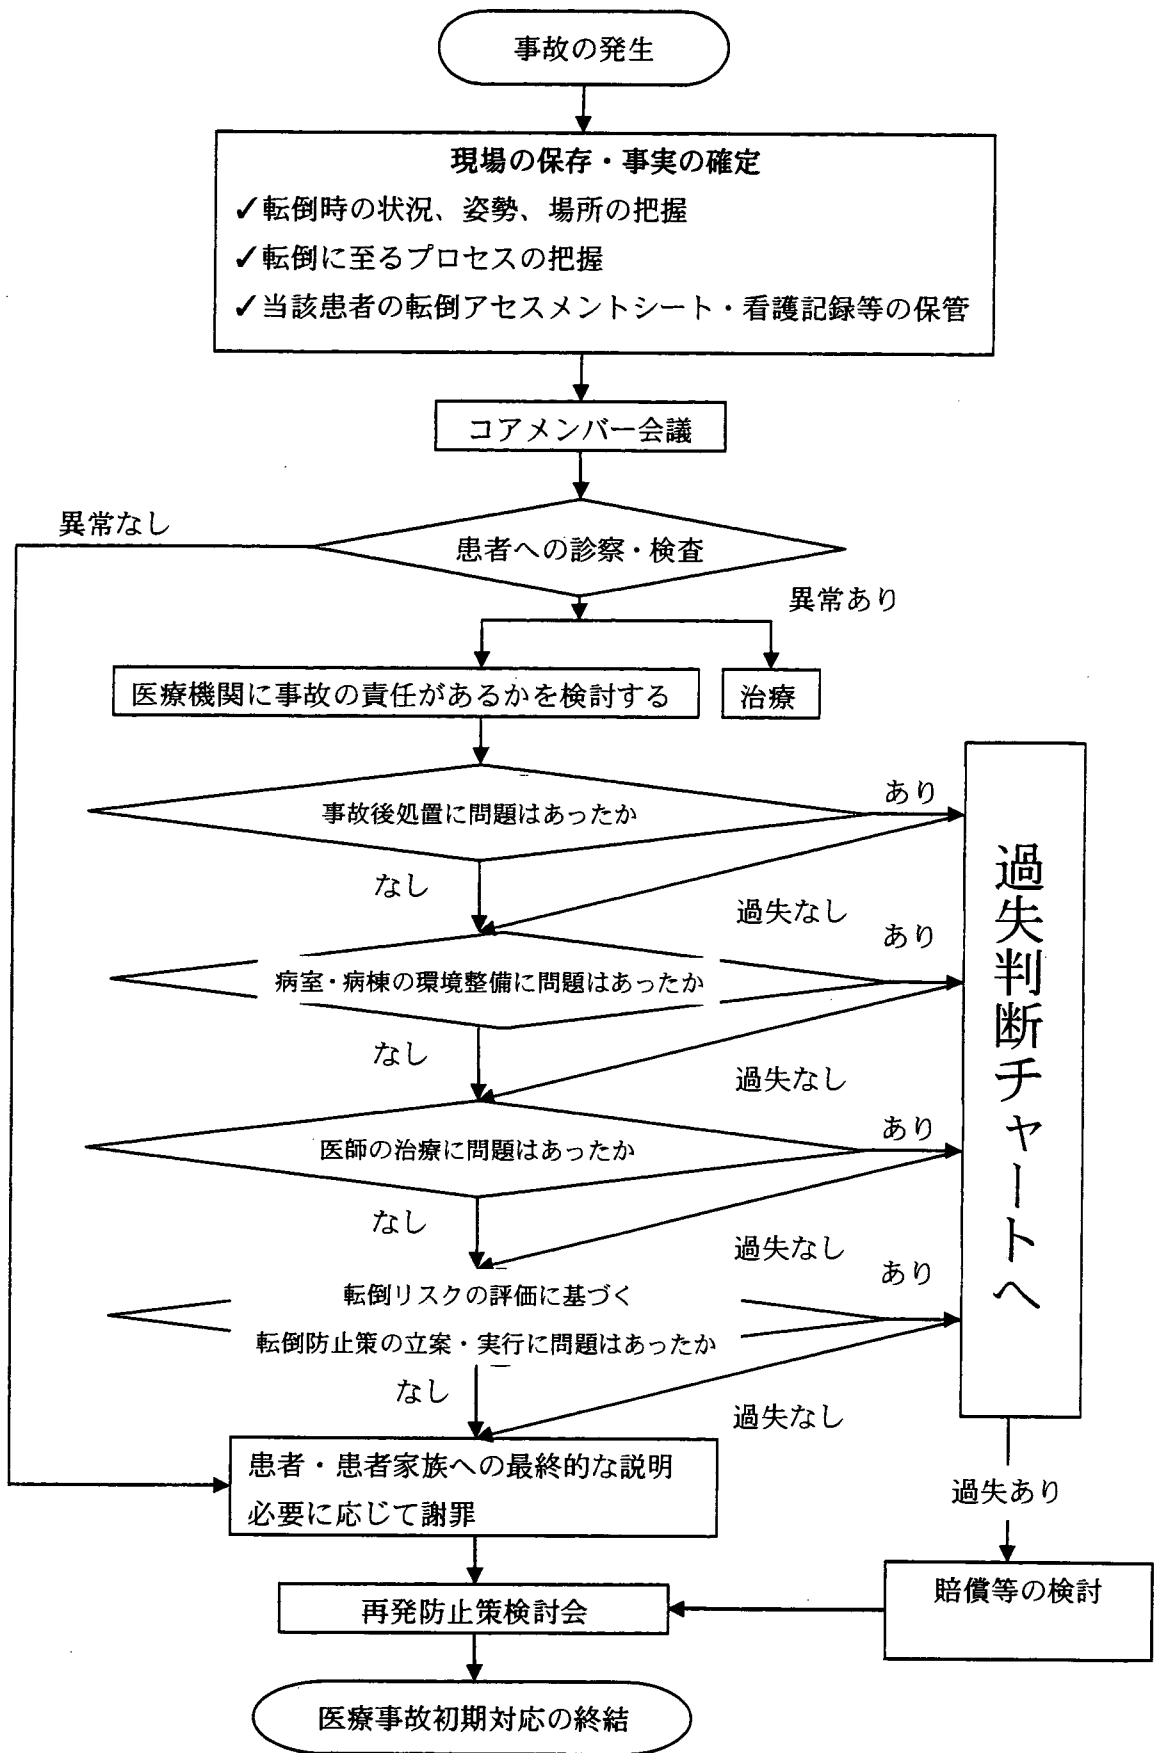 事故の発生
現場の保存・事実の確定
✓転倒時の状況、姿勢、場所の把握
✓転倒に至るプロセスの把握
✓当該患者の転倒アセスメントシート・看護記録等の保管
コアメンバー会議
異常なし
患者への診察・検査
異常あり
医療機関に事故の責任があるかを検討する
治療
事故後処置に問題はあったか
あり
なし
過失なし
病室・病棟の環境整備に問題はあったか
あり
なし
過失なし
医師の治療に問題はあったか
あり
なし
過失なし
転倒リスクの評価に基づく
転倒防止策の立案・実行に問題はあったか
あり
なし
過失なし
過失判断チャートへ
過失あり
患者・患者家族への最終的な説明
必要に応じて謝罪
賠償等の検討
再発防止策検討会
医療事故初期対応の終結